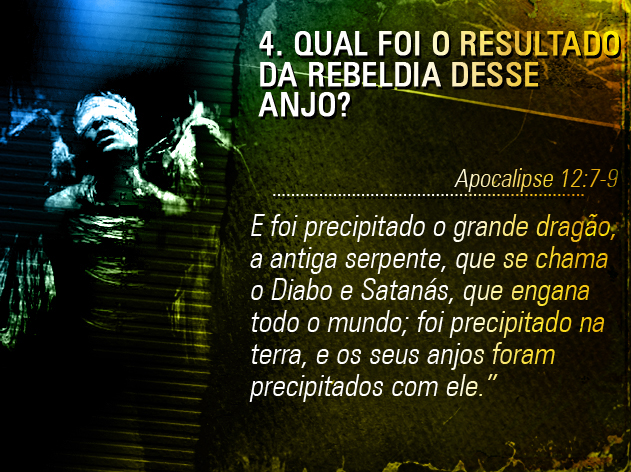 4. QUAL FOI O RESULTADO
DA REBELDIA DESSE
ANJO?
Apocalipse 12:7-9
E foi precipitado o grande dragão,
a antiga serpente, que se chama
o Diabo e Satanás, que engana
todo o mundo; foi precipitado na
terra, e os seus anjos foram
precipitados com ele.”